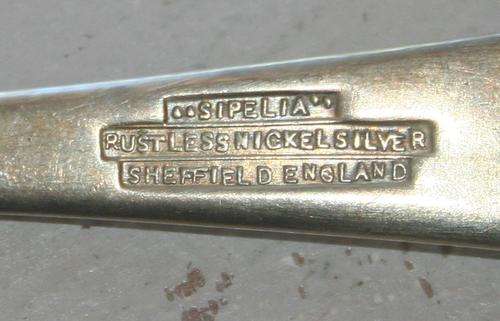 "SIPELIA"
RUSTLESS NICKEL SILVER
SHEFFIELD ENGLAND